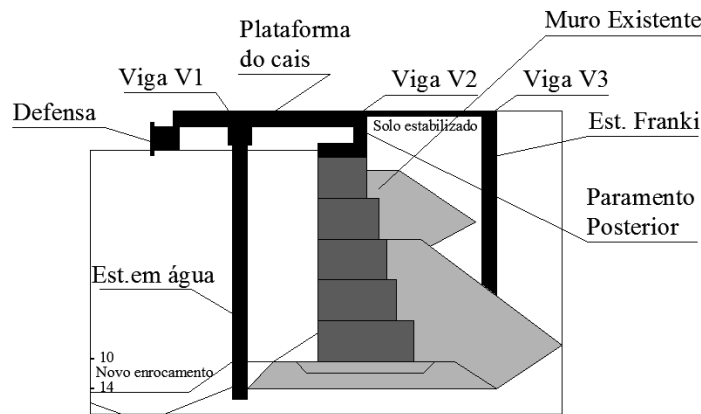 Muro Existente
Plataforma
do cais
Viga V1
Viga V2
Viga V3
Defensa
Solo estabilizado
Est. Franki
Paramento
Posterior
Est.em água
10
Novo enrocamento
14